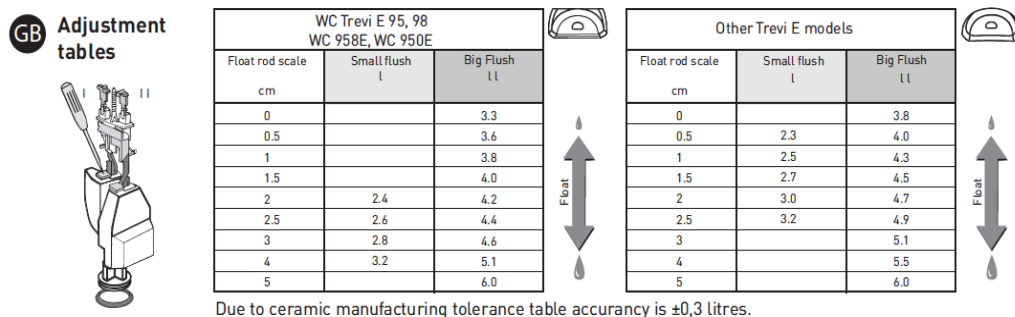 GB Adjustment tables
WC Trevi E 95, 98
WC 958E, WC 950E
Float rod scale Small flush Big Flush
cm l l l
0 3.3
0.5 3.6
1 3.8
1.5 4.0
2 2.4 4.2
2.5 2.6 4.4
3 2.8 4.6
4 3.2 5.1
5 6.0
Float
Other Trevi E models
Float rod scale Small flush Big Flush
cm l l l
0 3.8
0.5 2.3 4.0
1 2.5 4.3
1.5 2.7 4.5
2 3.0 4.7
2.5 3.2 4.9
3 5.1
4 5.5
5 6.0
Float
I I I
Due to ceramic manufacturing tolerance table accurancy is ±0,3 litres.